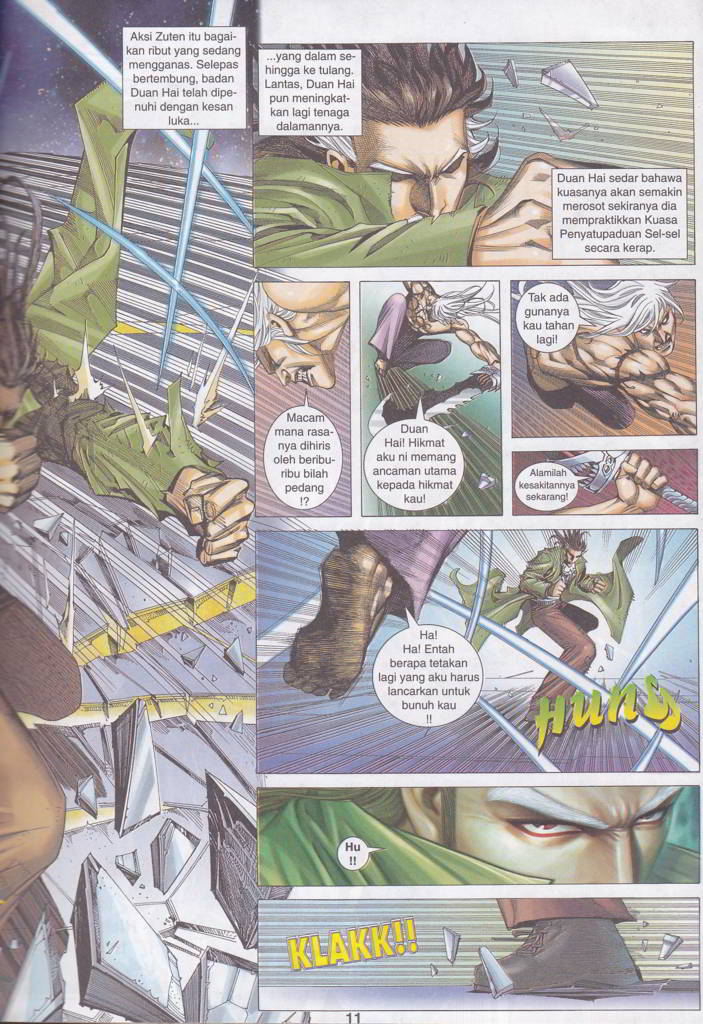 Aksi Zuten itu bagai-
kan ribut yang sedang
mengganas. Selepas
bertembung, badan
Duan Hai telah dipe-
nuhi dengan kesan
luka...
...yang dalam se-
hingga ke tulang.
Lantas, Duan Hai
pun meningkat-
kan lagi tenaga
dalamannya.
Duan Hai sedar bahawa
kuasanya akan semakin
merosot sekiranya dia
mempraktikkan Kuasa
Penyatupaduan Sel-sel
secara kerap.
Macam
mana rasa-
nya dihiris
oleh beribu-
ribu bilah
pedang
!?
Duan
Hai! Hikmat
aku ni memang
ancaman utama
kepada hikmat
kau!
Tak ada
gunanya
kau tahan
lagi!
Alamilah
kesakitannya
sekarang!
Ha!
Ha! Entah
berapa tetakan
lagi yang aku harus
lancarkan untuk
bunuh kau
!!
HUNG
Hu
!!
KLAKK!!
11